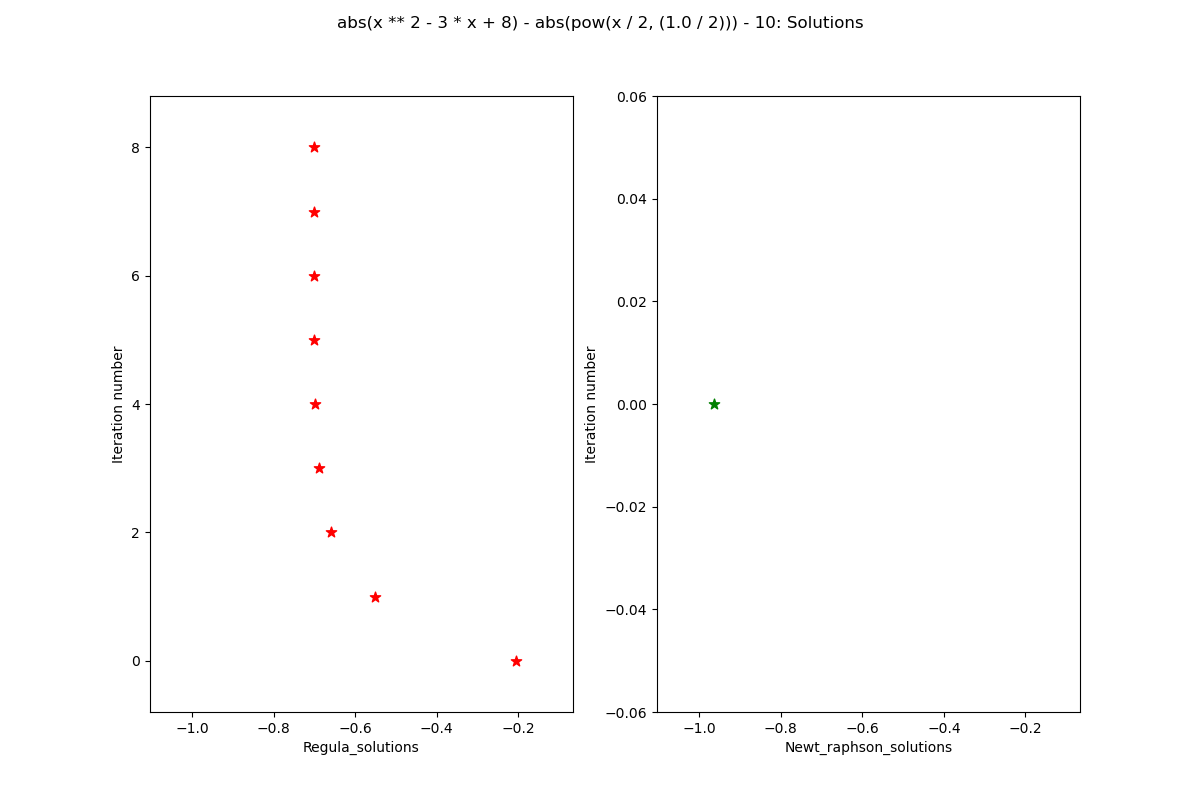 abs(x ** 2 - 3 * x + 8) - abs(pow(x / 2, (1.0 / 2))) - 10: Solutions
8
6
4
2
0
Iteration number
−1.0 −0.8 −0.6 −0.4 −0.2
Regula_solutions
0.06
0.04
0.02
0.00
−0.02
−0.04
−0.06
Iteration number
−1.0 −0.8 −0.6 −0.4 −0.2
Newt_raphson_solutions